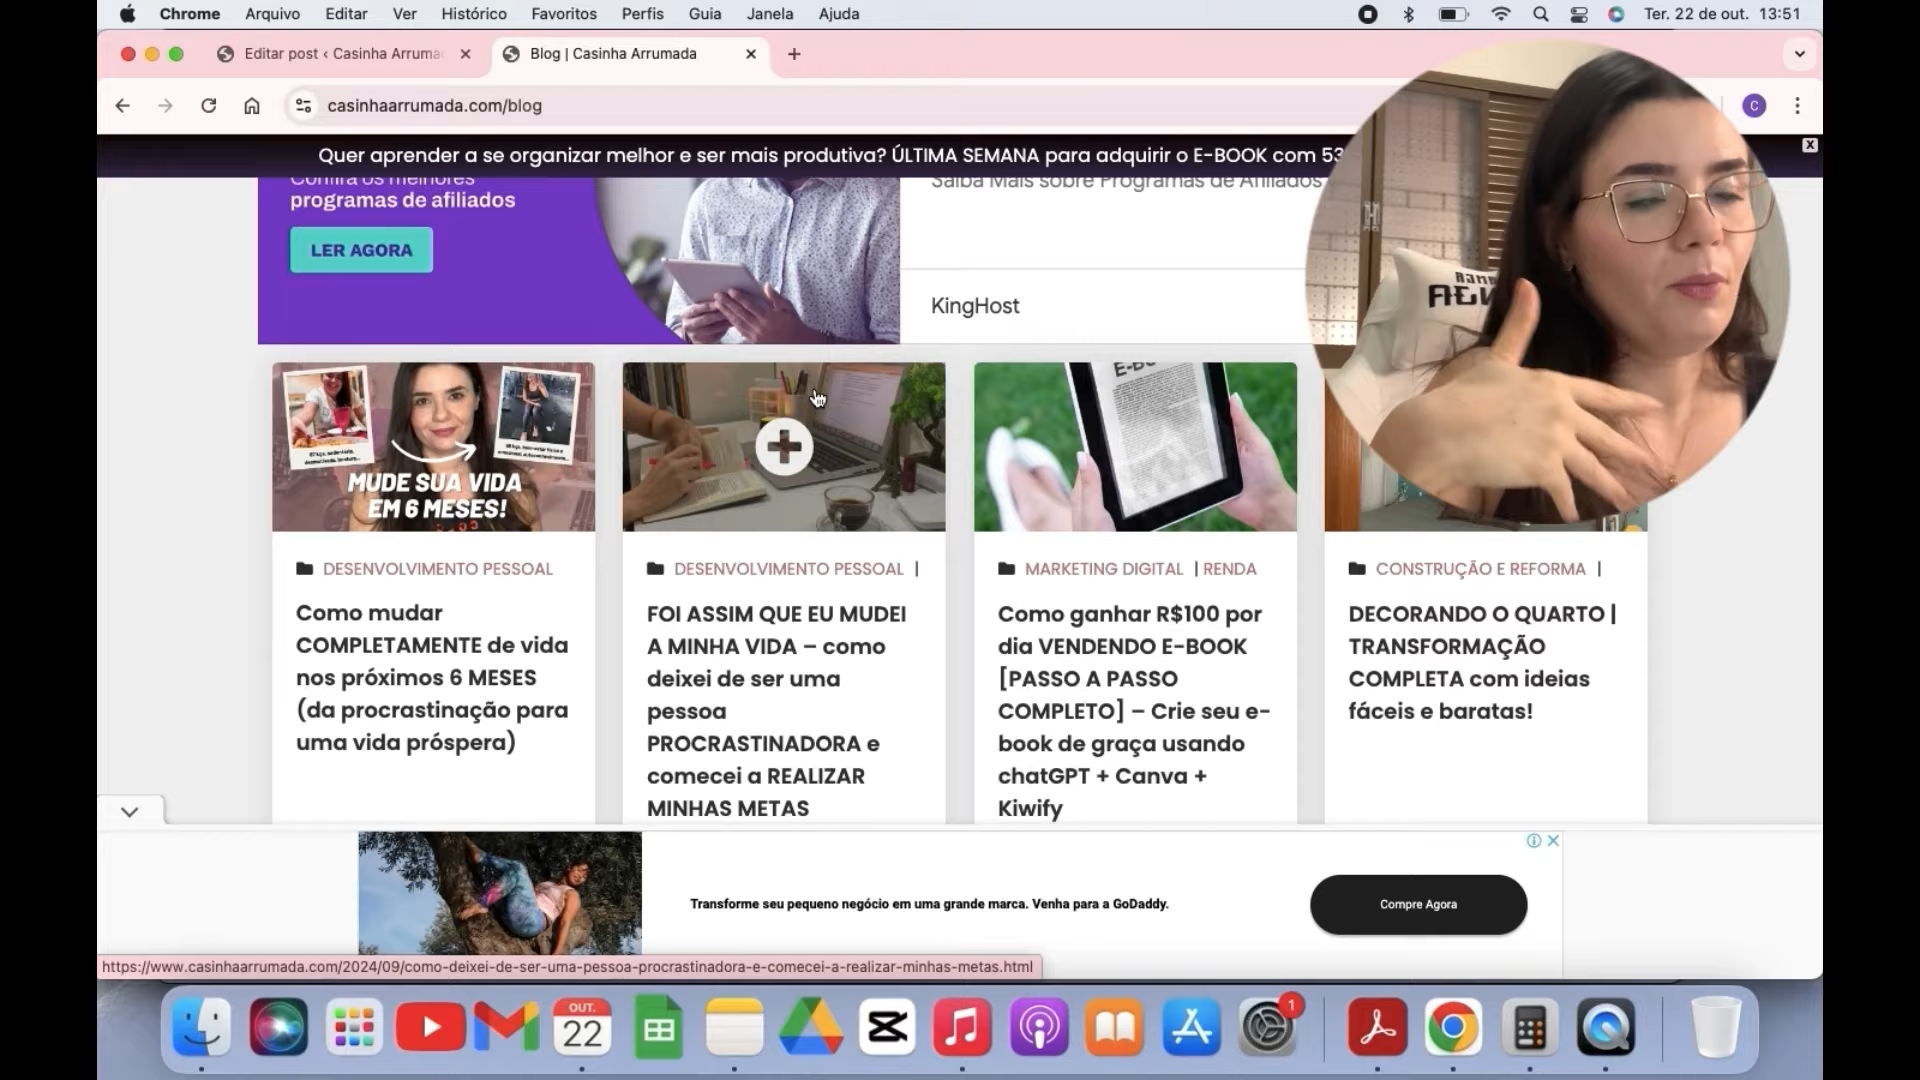 Chrome Arquivo Editar Ver Histórico Favoritos Perfis Guia Janela Ajuda
Ter. 22 de out. 13:51
Editar post ‹ Casinha Arruma
Blog | Casinha Arrumada
casinhaarrumada.com/blog
C
Quer aprender a se organizar melhor e ser mais produtiva? ÚLTIMA SEMANA para adquirir o E-BOOK com 53
X
Confira os melhores
programas de afiliados
LER AGORA
Saiba Mais sobre Programas de Afiliados
KingHost
MUDE SUA VIDA
EM 6 MESES!
DESENVOLVIMENTO PESSOAL
Como mudar
COMPLETAMENTE de vida
nos próximos 6 MESES
(da procrastinação para
uma vida próspera)
DESENVOLVIMENTO PESSOAL |
FOI ASSIM QUE EU MUDEI
A MINHA VIDA – como
deixei de ser uma
pessoa
PROCRASTINADORA e
comecei a REALIZAR
MINHAS METAS
MARKETING DIGITAL | RENDA
Como ganhar R$100 por
dia VENDENDO E-BOOK
[PASSO A PASSO
COMPLETO] – Crie seu e-
book de graça usando
chatGPT + Canva +
Kiwify
CONSTRUÇÃO E REFORMA |
DECORANDO O QUARTO |
TRANSFORMAÇÃO
COMPLETA com ideias
fáceis e baratas!
Transforme seu pequeno negócio em uma grande marca. Venha para a GoDaddy.
Compre Agora
https://www.casinhaarrumada.com/2024/09/como-deixei-de-ser-uma-pessoa-procrastinadora-e-comecei-a-realizar-minhas-metas.html
OUT.
22
1